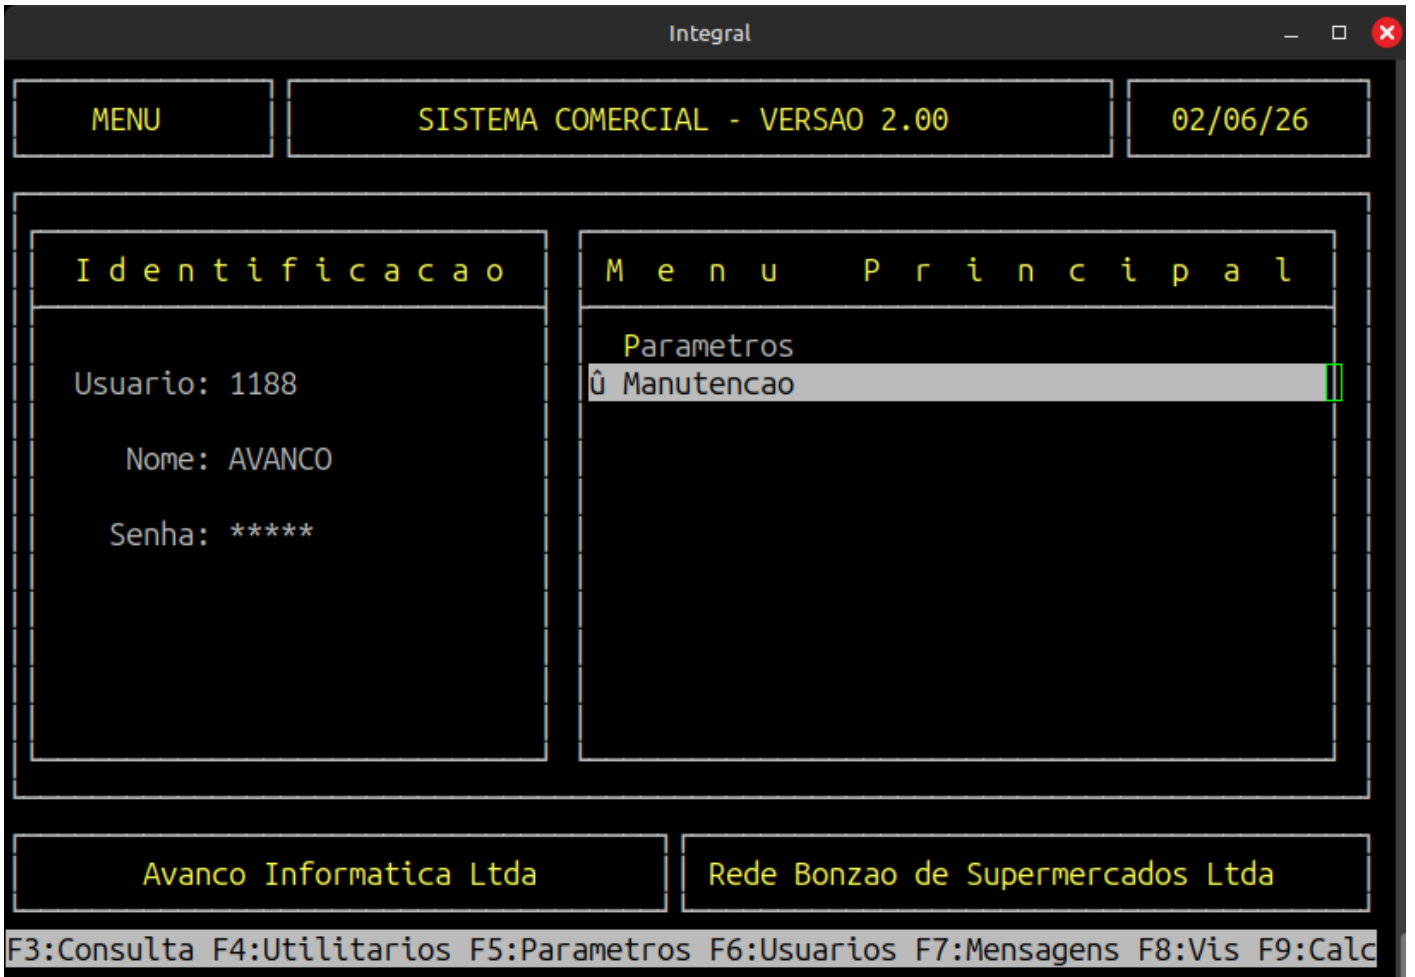 Integral
MENU
SISTEMA COMERCIAL - VERSAO 2.00
02/06/26
I d e n t i f i c a c a o
Usuario: 1188
Nome: AVANCO
Senha: *****
M e n u P r i n c i p a l
Parametros
û Manutencao
Avanco Informatica Ltda
Rede Bonzao de Supermercados Ltda
F3:Consulta F4:Utilitarios F5:Parametros F6:Usuarios F7:Mensagens F8:Vis F9:Calc